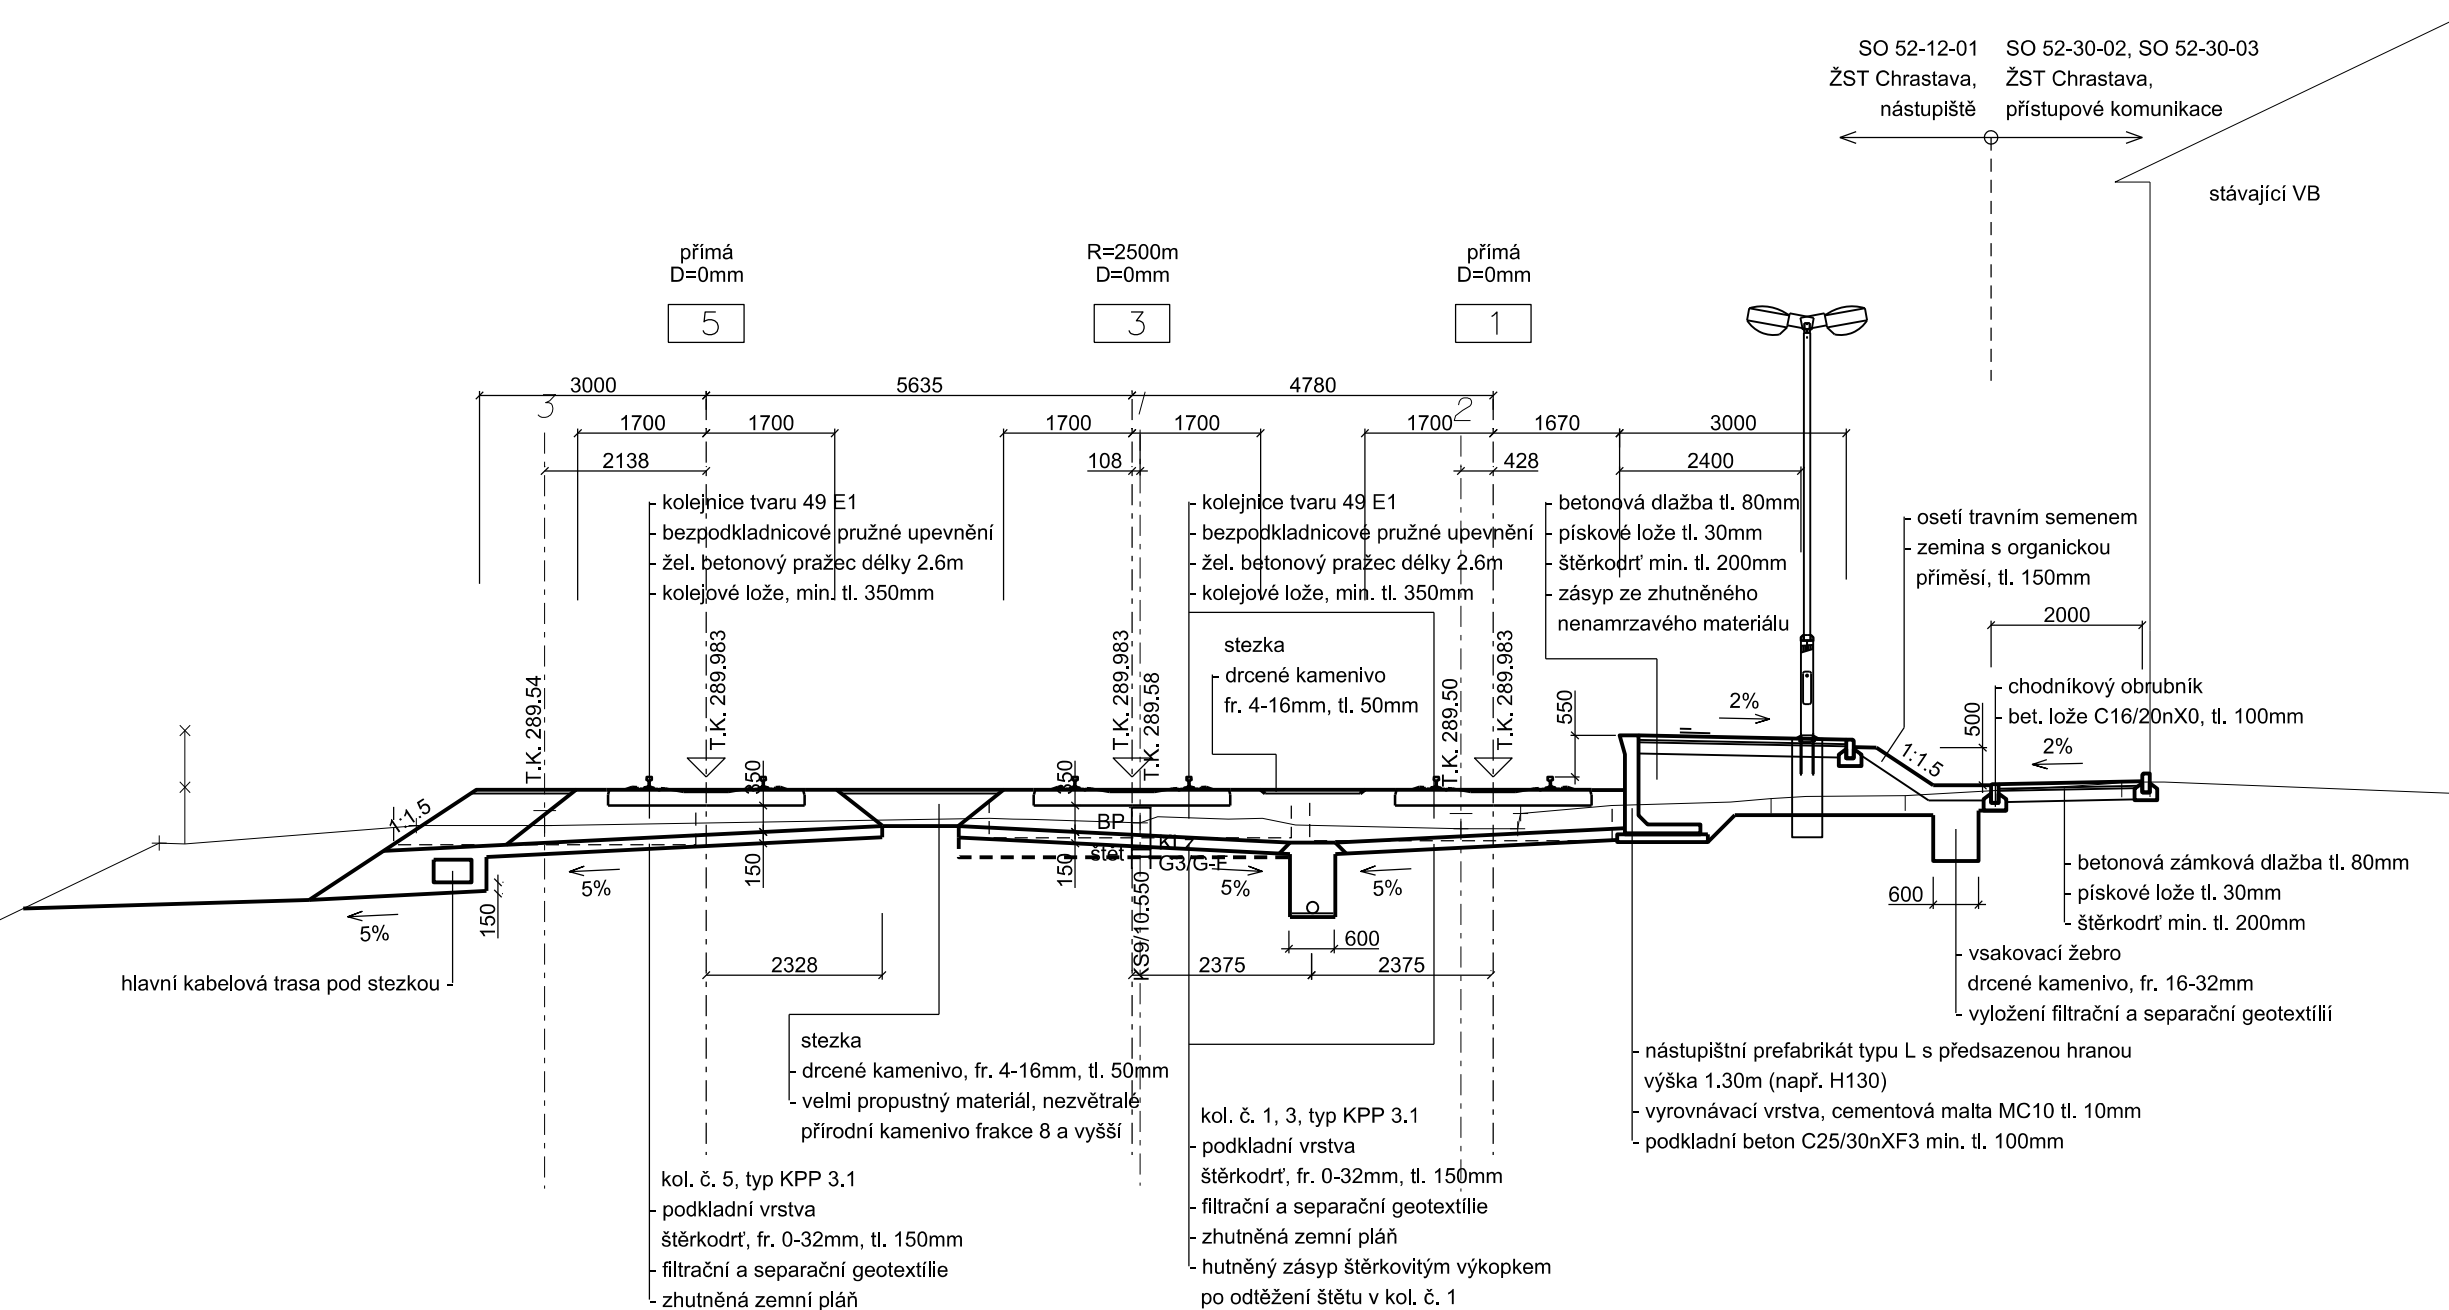 SO 52-12-01
ŽST Chrastava,
nástupiště
SO 52-30-02, SO 52-30-03
ŽST Chrastava,
přístupové komunikace
stávající VB
přímá
D=0mm
5
R=2500m
D=0mm
3
přímá
D=0mm
1
3000
5635
4780
3
2
1700
1700
1700
1700
1700
1670
3000
2138
108
428
2400
- kolejnice tvaru 49 E1
- bezpodkladnicové pružné upevnění
- žel. betonový pražec délky 2.6m
- kolejové lože, min. tl. 350mm
- kolejnice tvaru 49 E1
- bezpodkladnicové pružné upevnění
- žel. betonový pražec délky 2.6m
- kolejové lože, min. tl. 350mm
- betonová dlažba tl. 80mm
- pískové lože tl. 30mm
- štěrkodrť min. tl. 200mm
- zásyp ze zhutněného
nenamrzavého materiálu
- osetí travním semenem
- zemina s organickou
příměsí, tl. 150mm
2000
stezka
- drcené kamenivo
fr. 4-16mm, tl. 50mm
- chodníkový obrubník
- bet. lože C16/20nX0, tl. 100mm
T.K. 289.54
T.K. 289.983
T.K. 289.983
T.K. 289.58
T.K. 289.50
T.K. 289.983
550
2%
500
2%
1:1.5
1:1.5
350
350
BP
štět
G3/G-F
150
150
150
5%
5%
5%
5%
KS9/10.550
600
600
2328
2375
2375
hlavní kabelová trasa pod stezkou -
- betonová zámková dlažba tl. 80mm
- pískové lože tl. 30mm
- štěrkodrť min. tl. 200mm
- vsakovací žebro
drcené kamenivo, fr. 16-32mm
- vyložení filtrační a separační geotextílií
stezka
- drcené kamenivo, fr. 4-16mm, tl. 50mm
- velmi propustný materiál, nezvětralé
přírodní kamenivo frakce 8 a vyšší
- nástupištní prefabrikát typu L s předsazenou hranou
výška 1.30m (např. H130)
- vyrovnávací vrstva, cementová malta MC10 tl. 10mm
- podkladní beton C25/30nXF3 min. tl. 100mm
kol. č. 5, typ KPP 3.1
- podkladní vrstva
štěrkodrť, fr. 0-32mm, tl. 150mm
- filtrační a separační geotextílie
- zhutněná zemní pláň
kol. č. 1, 3, typ KPP 3.1
- podkladní vrstva
štěrkodrť, fr. 0-32mm, tl. 150mm
- filtrační a separační geotextílie
- zhutněná zemní pláň
- hutněný zásyp štěrkovitým výkopkem
po odtěžení štětu v kol. č. 1